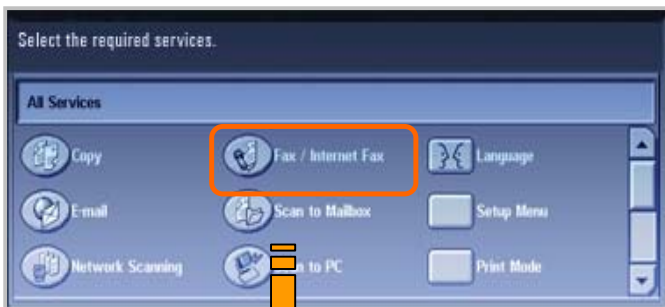 Select the required services.
All Services
Copy
Fax / Internet Fax
Language
E-mail
Scan to Mailbox
Setup Menu
Network Scanning
to PC
Print Mode